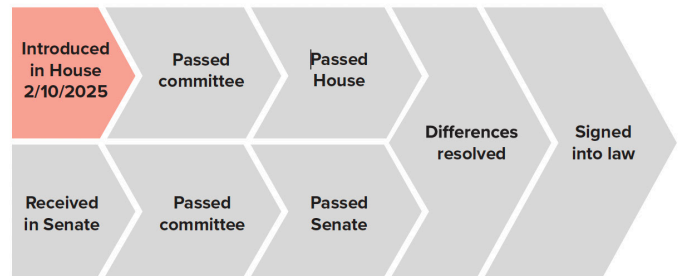 Introduced
in House
2/10/2025
Passed
committee
Passed
House
Differences
resolved
Signed
into law
Received
in Senate
Passed
committee
Passed
Senate